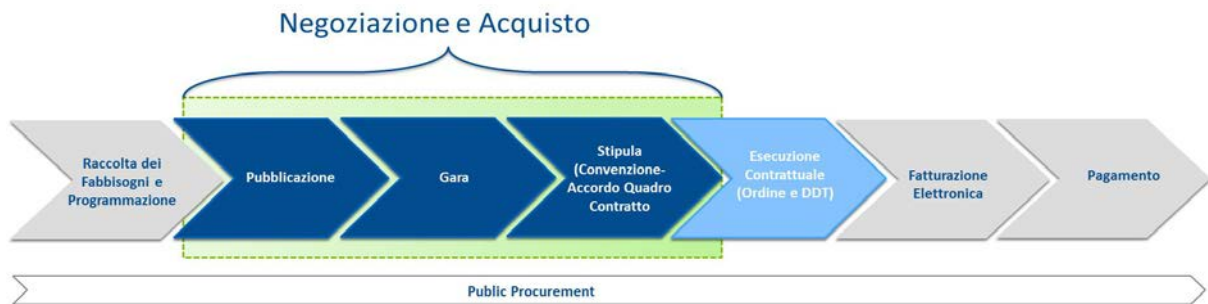 Negoziazione e Acquisto
Raccolta dei
Fabbisogni e
Programmazione
Pubblicazione
Gara
Stipula
(Convenzione-
Accordo Quadro
Contratto
Esecuzione
Contrattuale
(Ordine e DDT)
Fatturazione
Elettronica
Pagamento
Public Procurement